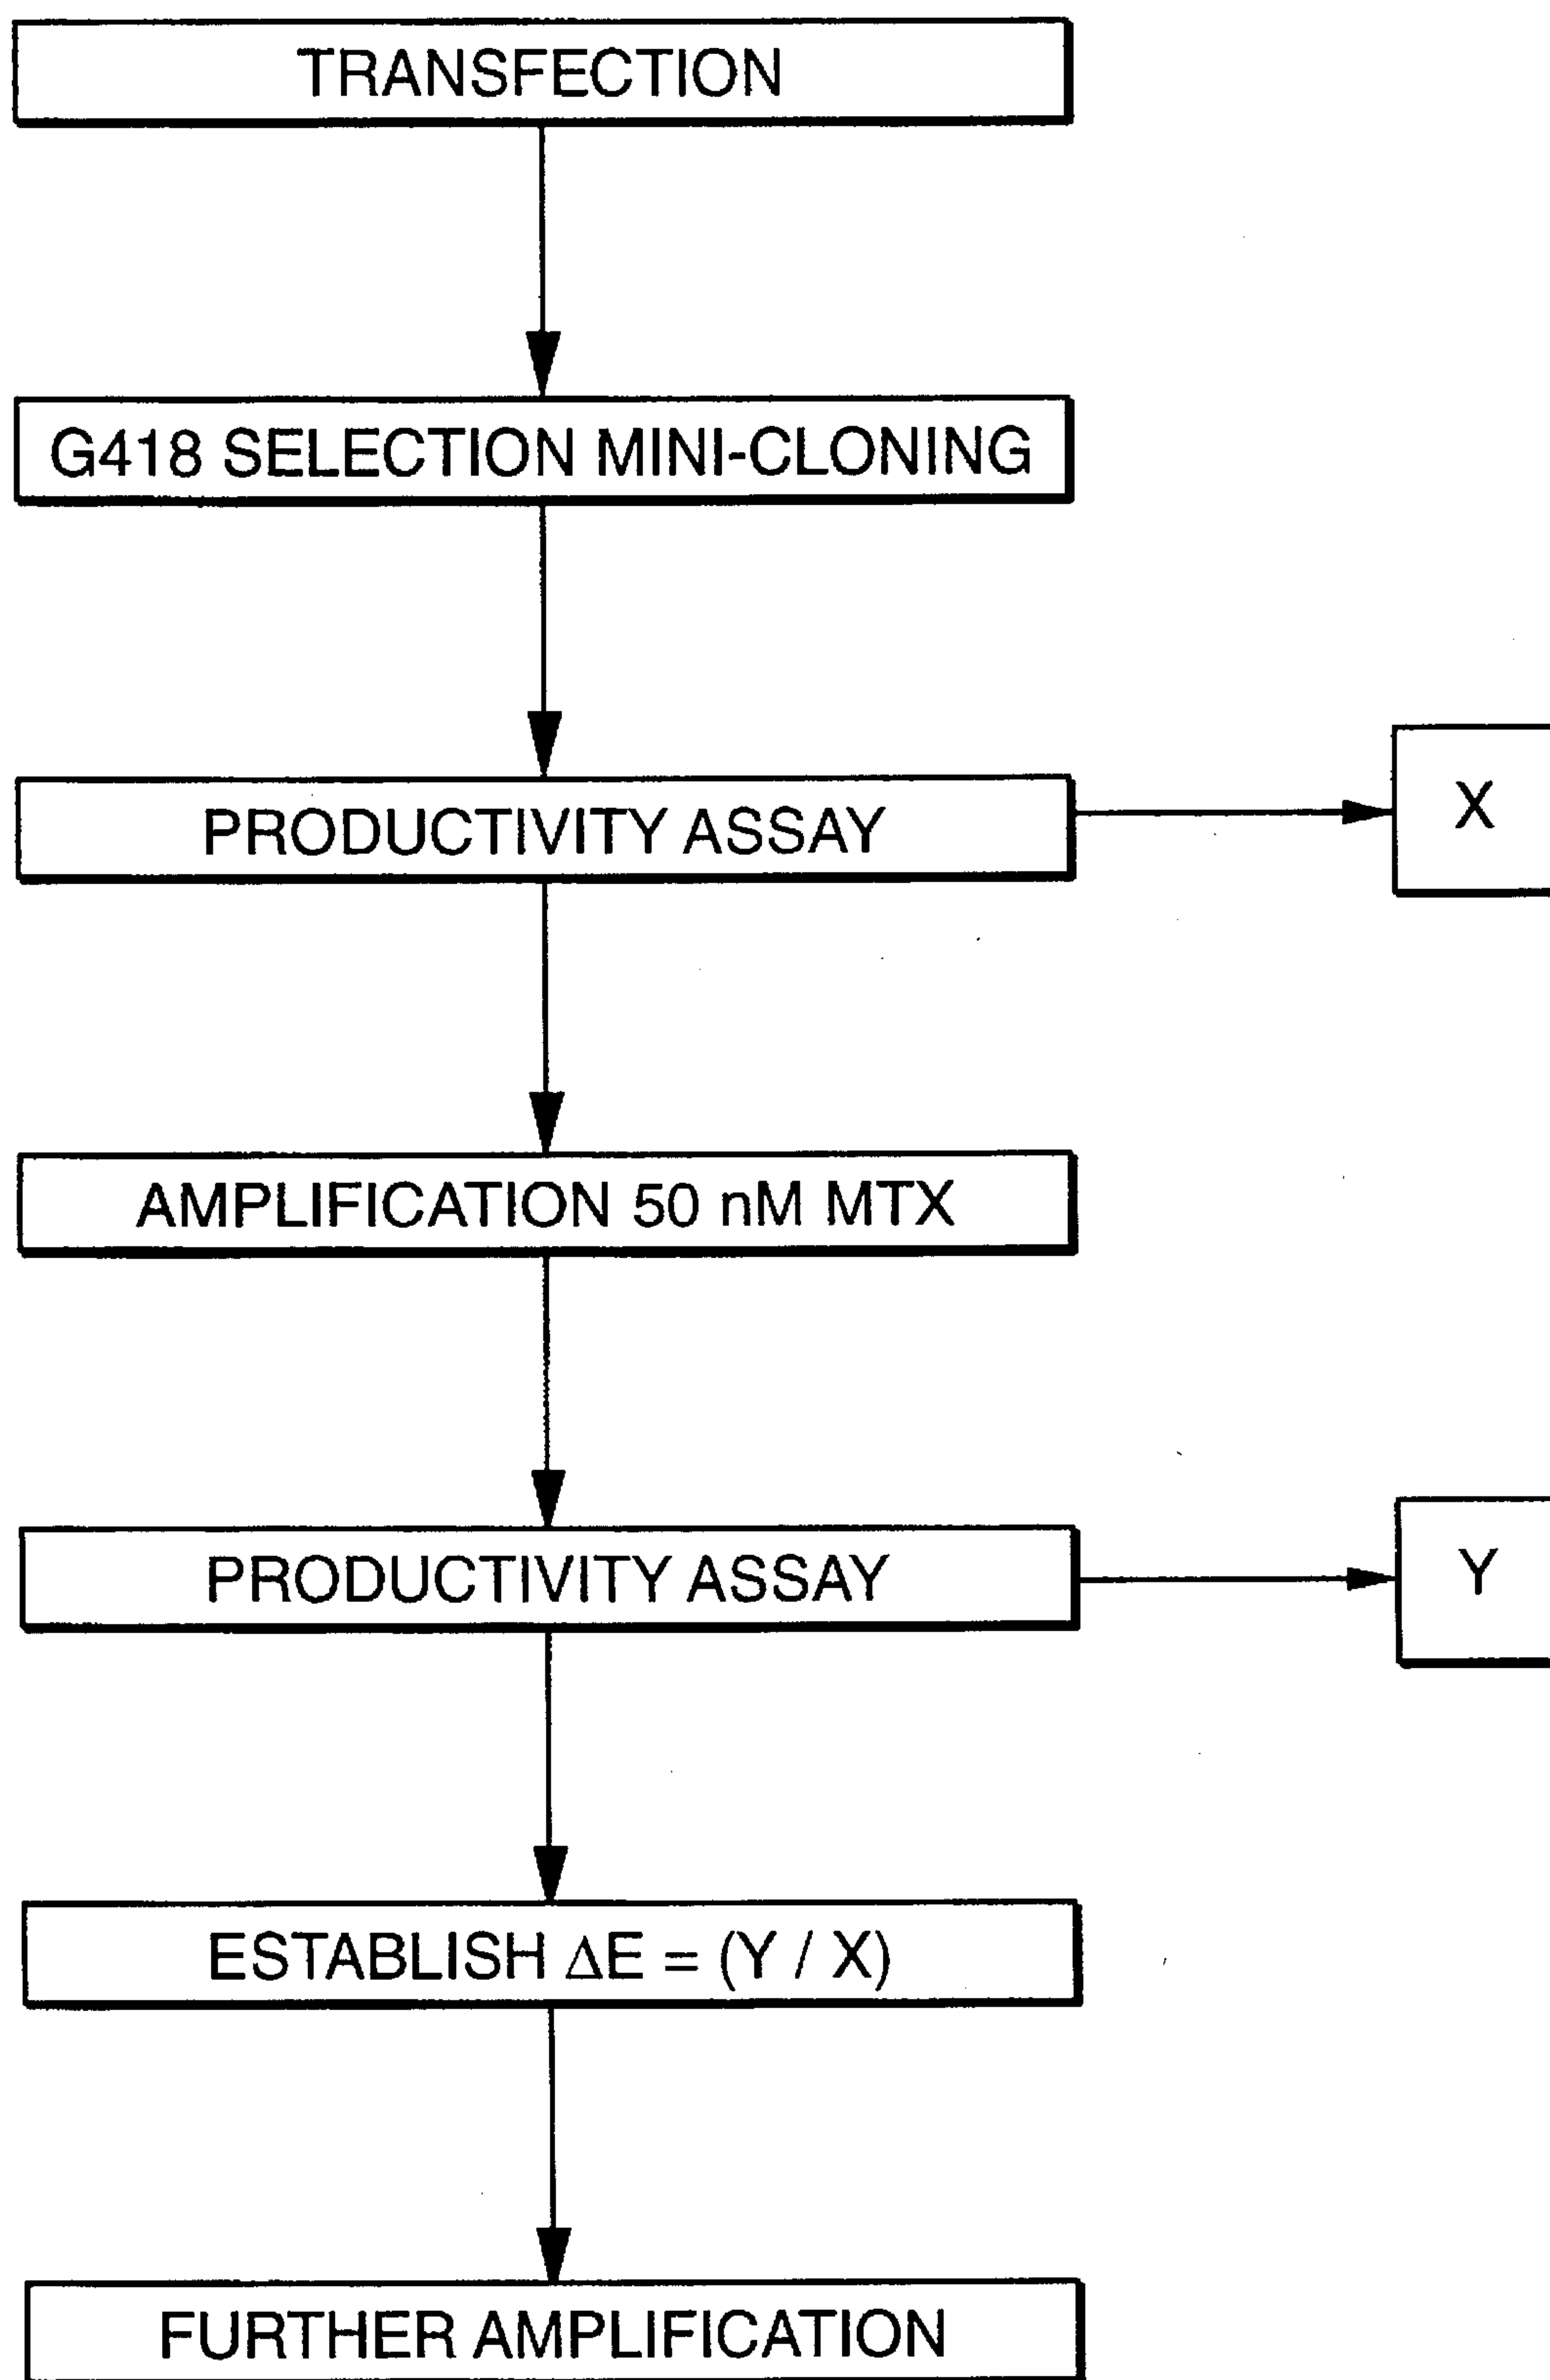 TRANSFECTION
G418 SELECTION MINI-CLONING
PRODUCTIVITY ASSAY
X
AMPLIFICATION 50 nM MTX
PRODUCTIVITY ASSAY
Y
ESTABLISH ΔE = (Y / X)
FURTHER AMPLIFICATION